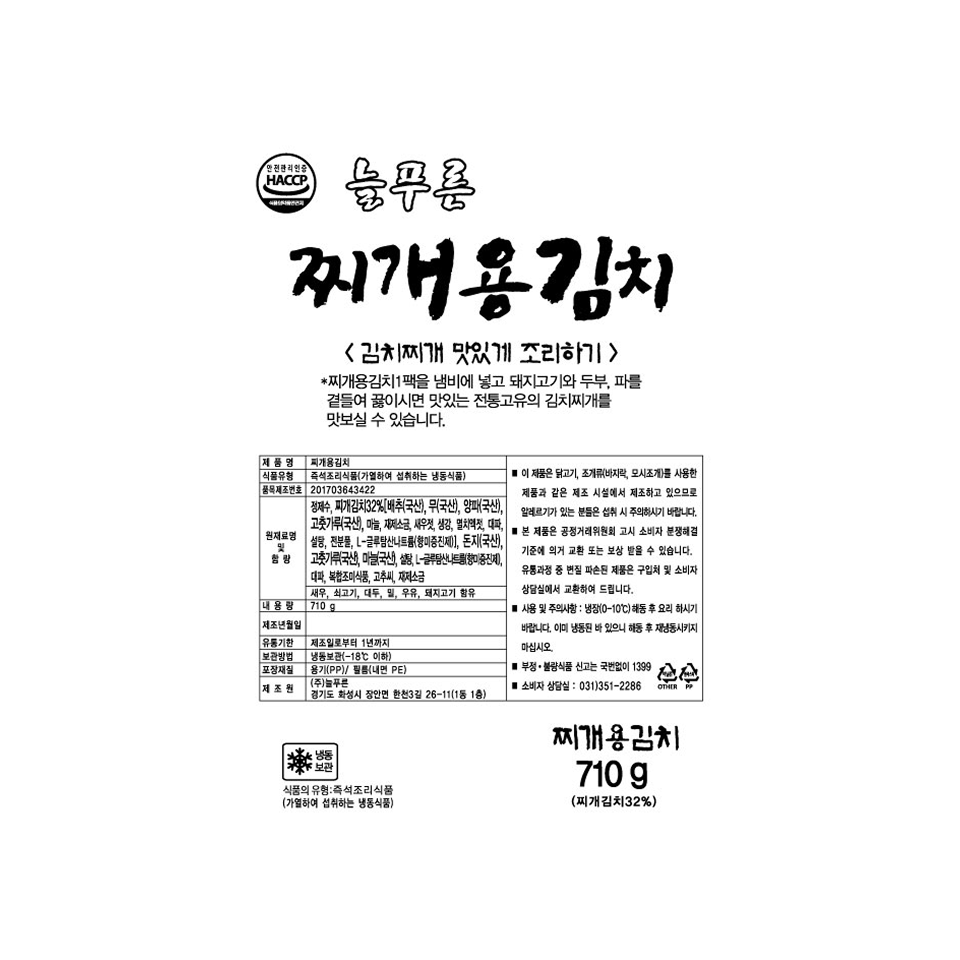 안전관리인증
HACCP
늘푸른
찌개용김치
< 김치찌개 맛있게 조리하기 >
*찌개용김치1팩을 냄비에 넣고 돼지고기와 두부, 파를
곁들여 끓이시면 맛있는 전통고유의 김치찌개를
맛보실 수 있습니다.
제 품 명 찌개용김치
식품유형 즉석조리식품(가열하여 섭취하는 냉동식품)
품목제조번호 201703643422
원재료명 및 함 량
정제수, 찌개김치32%[배추(국산), 무(국산), 양파(국산),
고춧가루(국산), 마늘, 재제소금, 새우젓, 생강, 멸치액젓, 대파,
설탕, 전분풀, L-글루탐산나트륨(향미증진제)], 돈지(국산),
고춧가루(국산), 마늘(국산), 설탕, L-글루탐산나트륨(향미증진제),
대파, 복합조미식품, 고추씨, 재제소금
새우, 쇠고기, 대두, 밀, 우유, 돼지고기 함유
내 용 량 710 g
제조년월일
유통기한 제조일로부터 1년까지
보관방법 냉동보관(-18℃ 이하)
포장재질 용기(PP)/ 필름(내면 PE)
제 조 원 (주)늘푸른
경기도 화성시 장안면 한천3길 26-11(1동 1층)
■ 이 제품은 닭고기, 조개류(바지락, 모시조개)를 사용한
제품과 같은 제조 시설에서 제조하고 있으므로
알레르기가 있는 분들은 섭취 시 주의하시기 바랍니다.
■ 본 제품은 공정거래위원회 고시 소비자 분쟁해결
기준에 의거 교환 또는 보상 받을 수 있습니다.
유통과정 중 변질 파손된 제품은 구입처 및 소비자
상담실에서 교환하여 드립니다.
■ 사용 및 주의사항 : 냉장(0-10℃) 해동 후 요리 하시기
바랍니다. 이미 냉동된 바 있으니 해동 후 재냉동시키지
마십시오.
■ 부정•불량식품 신고는 국번없이 1399
■ 소비자 상담실 : 031)351-2286
OTHER PP
냉동
보관
식품의 유형:즉석조리식품
(가열하여 섭취하는 냉동식품)
찌개용김치
710 g
(찌개김치32%)